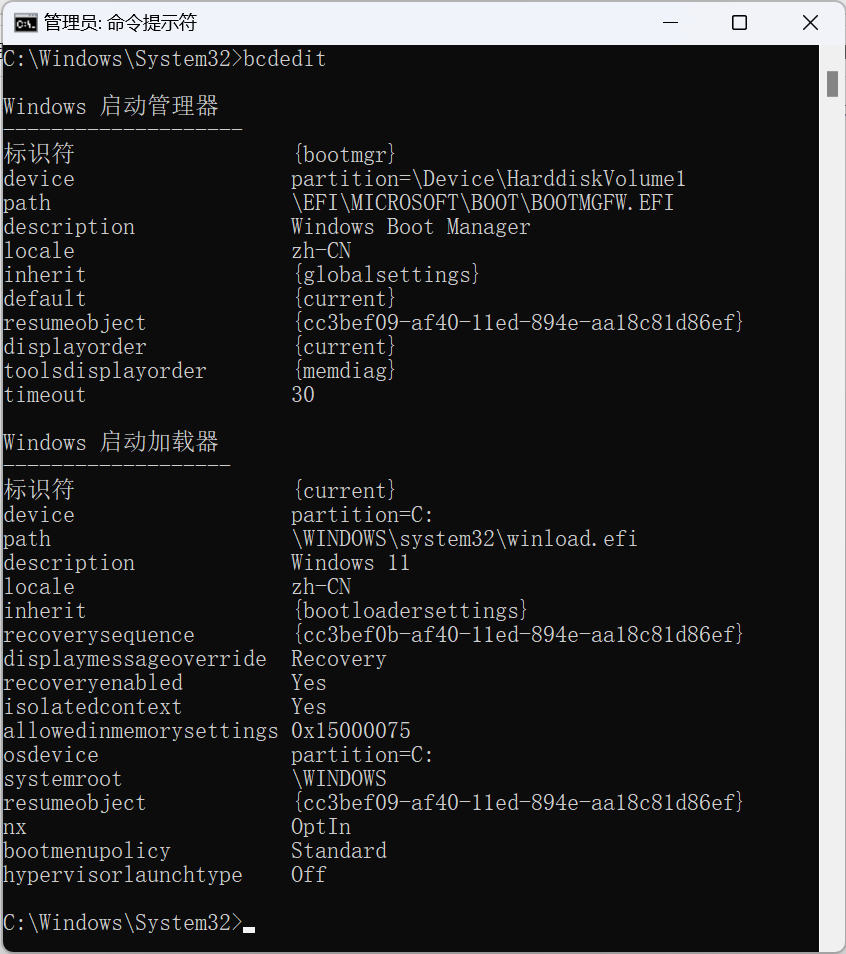 管理员: 命令提示符
C:\Windows\System32>bcdedit
Windows 启动管理器
--------------------
标识符                  {bootmgr}
device                  partition=\Device\HarddiskVolume1
path                    \EFI\MICROSOFT\BOOT\BOOTMGFW.EFI
description             Windows Boot Manager
locale                  zh-CN
inherit                 {globalsettings}
default                 {current}
resumeobject            {cc3bef09-af40-11ed-894e-aa18c81d86ef}
displayorder            {current}
toolsdisplayorder       {memdiag}
timeout                 30
Windows 启动加载器
-------------------
标识符                  {current}
device                  partition=C:
path                    \WINDOWS\system32\winload.efi
description             Windows 11
locale                  zh-CN
inherit                 {bootloadersettings}
recoverysequence        {cc3bef0b-af40-11ed-894e-aa18c81d86ef}
displaymessageoverride  Recovery
recoveryenabled         Yes
isolatedcontext         Yes
allowedinmemorysettings 0x15000075
osdevice                partition=C:
systemroot              \WINDOWS
resumeobject            {cc3bef09-af40-11ed-894e-aa18c81d86ef}
nx                      OptIn
bootmenupolicy          Standard
hypervisorlaunchtype    Off
C:\Windows\System32>